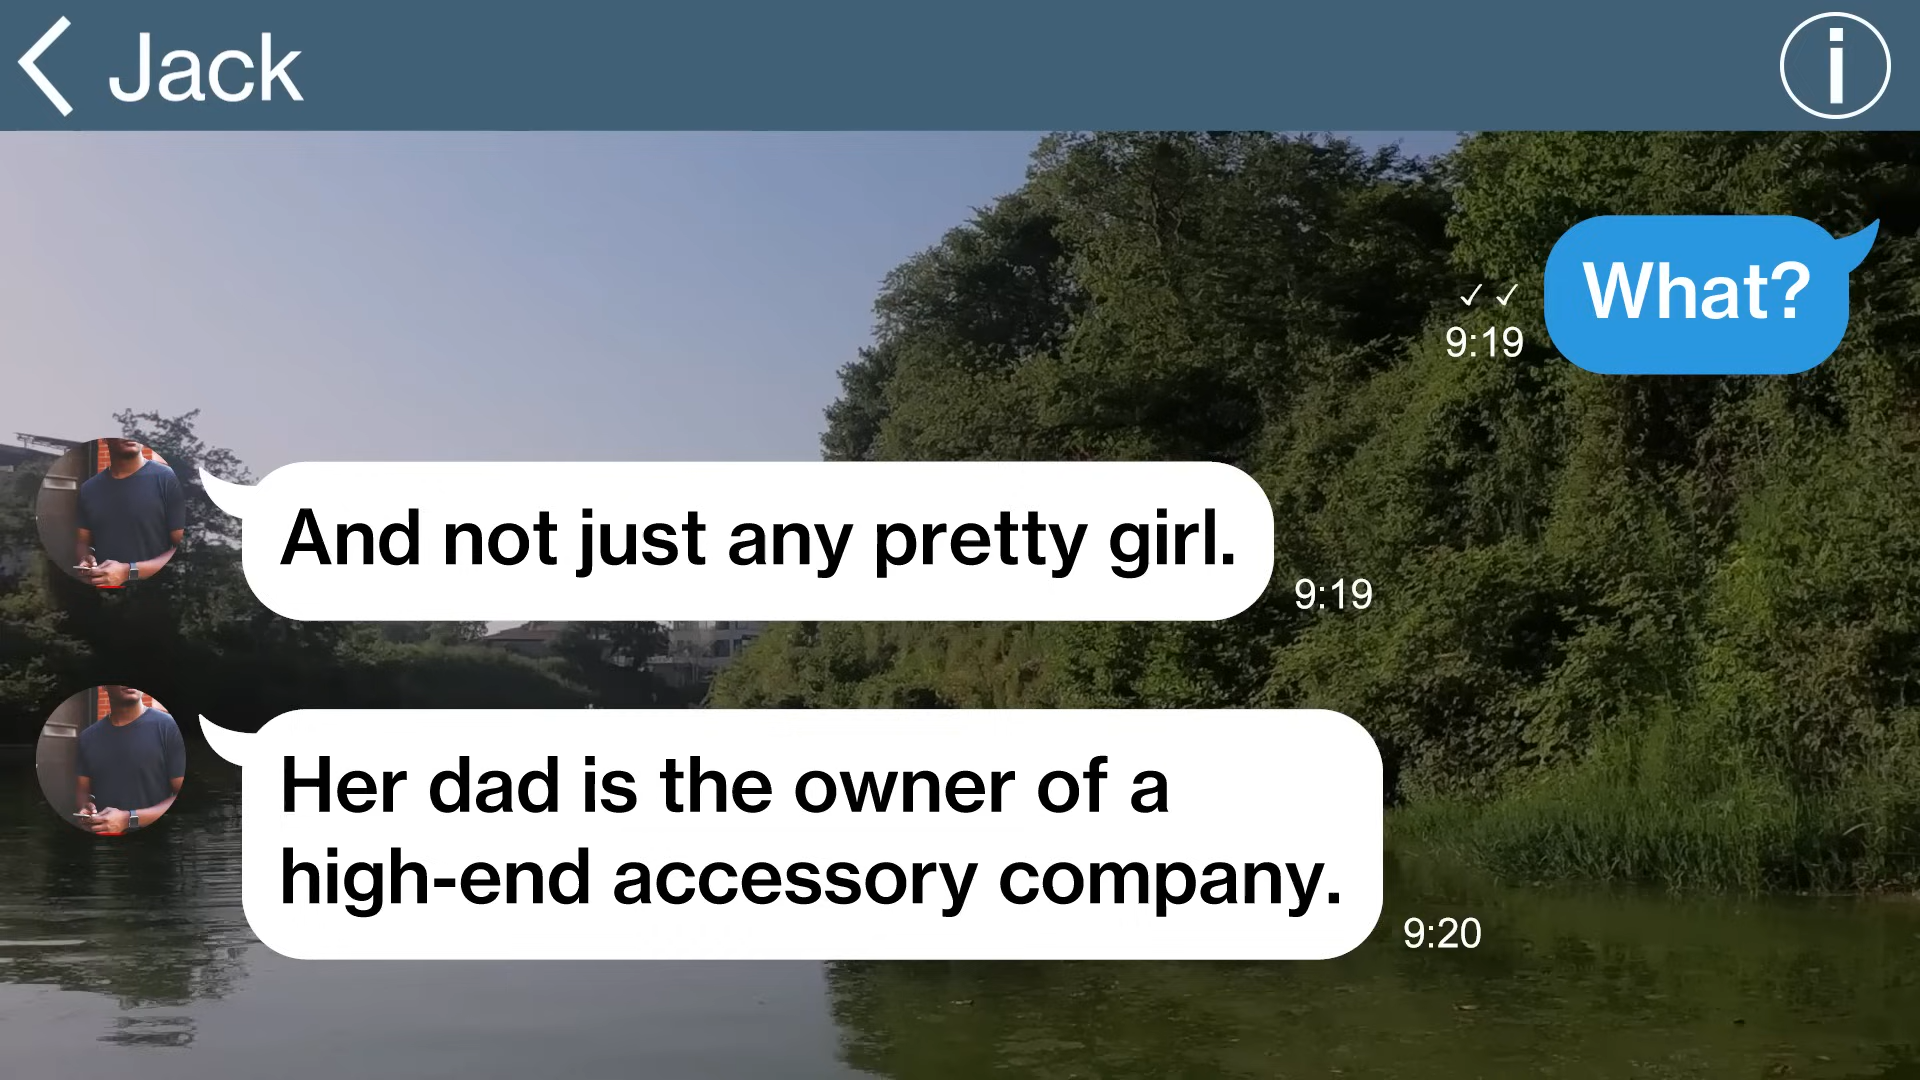 Jack
What?
✓ ✓
9:19
And not just any pretty girl.
9:19
Her dad is the owner of a
high-end accessory company.
9:20